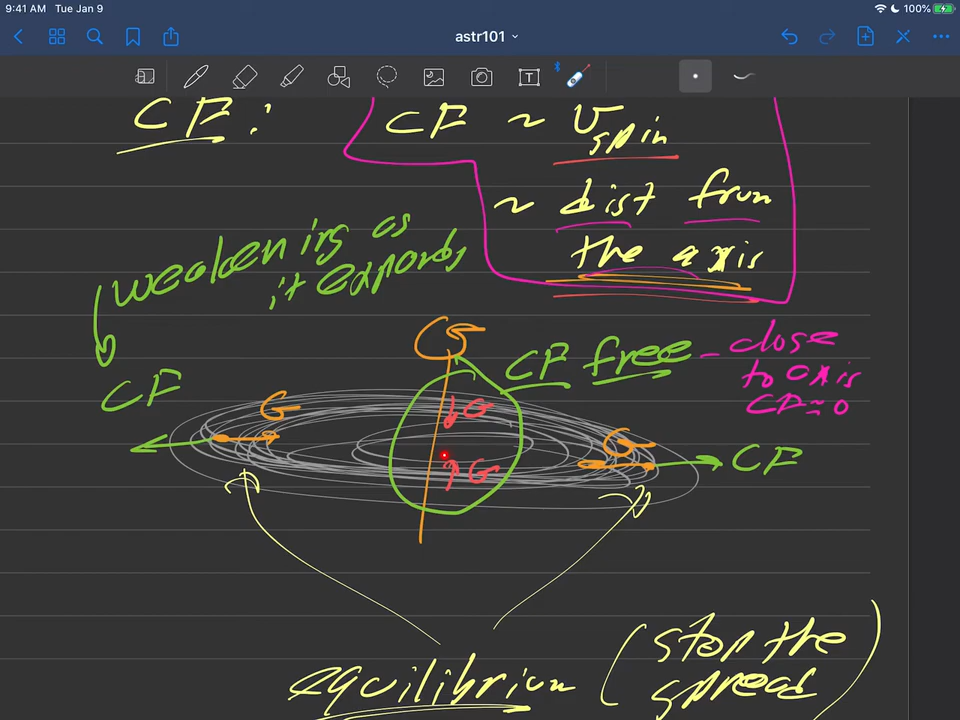 9:41 AM Tue Jan 9
100%
astr101
T
CF:
CF ~ v spin
~ dist from
the axis
weakening as
it expands
CF
CF free - close
to axis
CF ≈ 0
G
G
G
G
CF
equilibrium (stop the
spread)